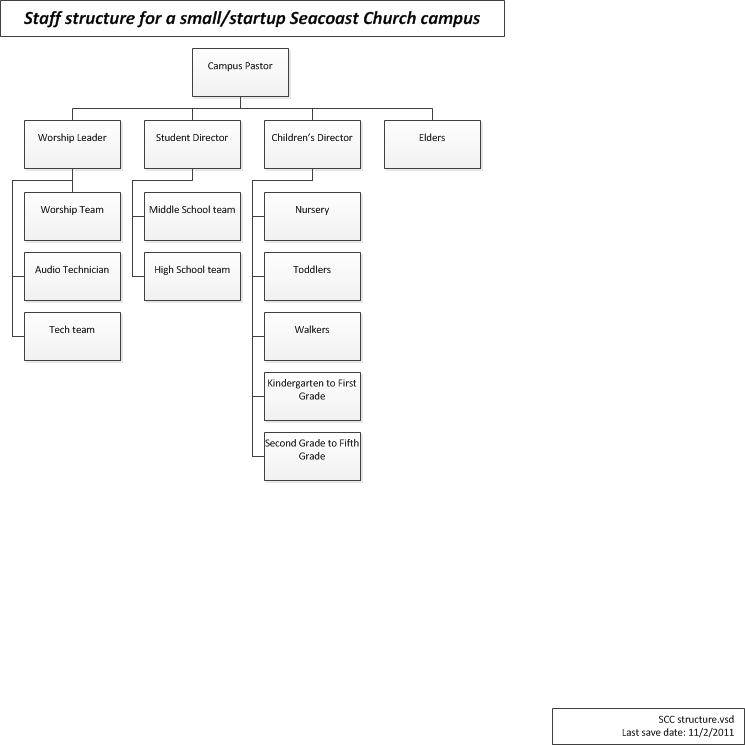 Staff structure for a small/startup Seacoast Church campus
Campus Pastor
Worship Leader
Student Director
Children's Director
Elders
Worship Team
Middle School team
Nursery
Audio Technician
High School team
Toddlers
Tech team
Walkers
Kindergarten to First
Grade
Second Grade to Fifth
Grade
SCC structure.vsd
Last save date: 11/2/2011